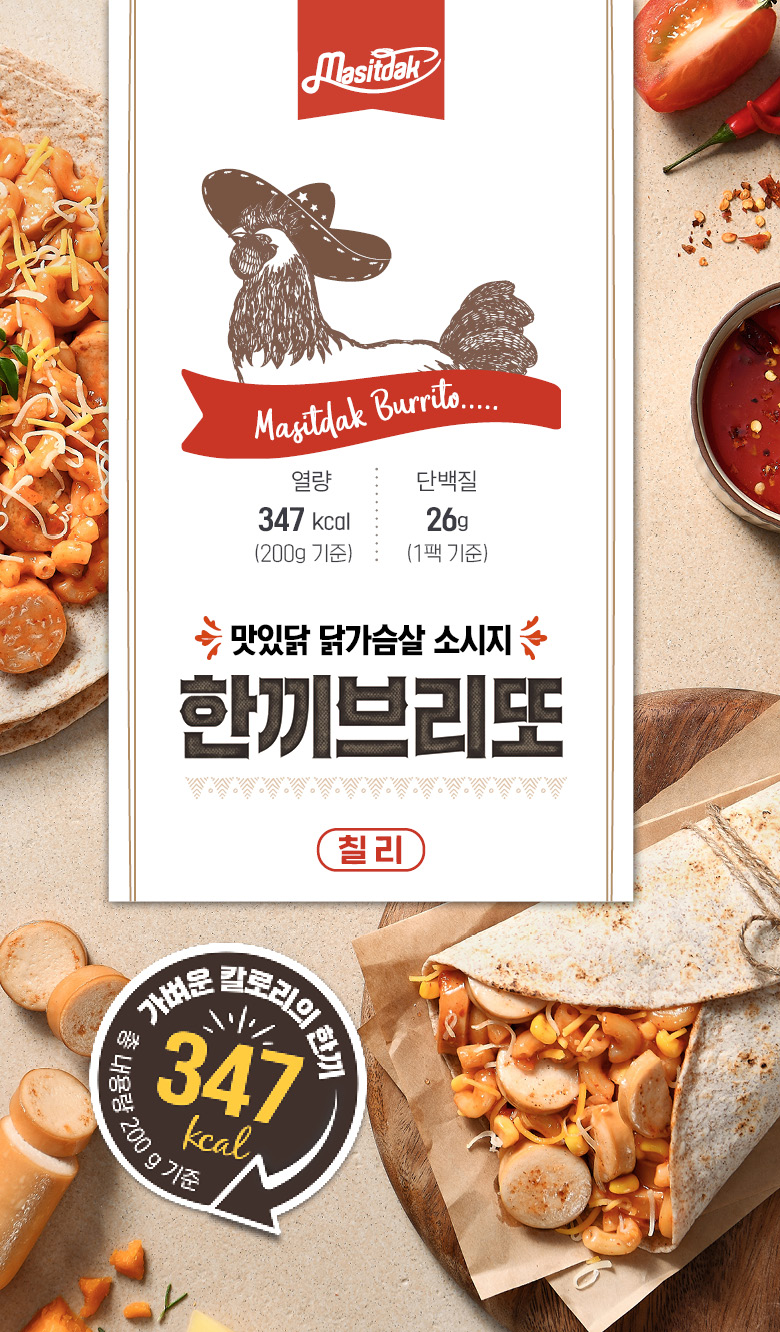 Masitdak
Masitdak Burrito.....
열량
347 kcal
(200g 기준)
단백질
26g
(1팩 기준)
맛있닭 닭가슴살 소시지
한끼브리또
칠리
가벼운 칼로리의 한끼
347
kcal
총 내용량 200 g 기준